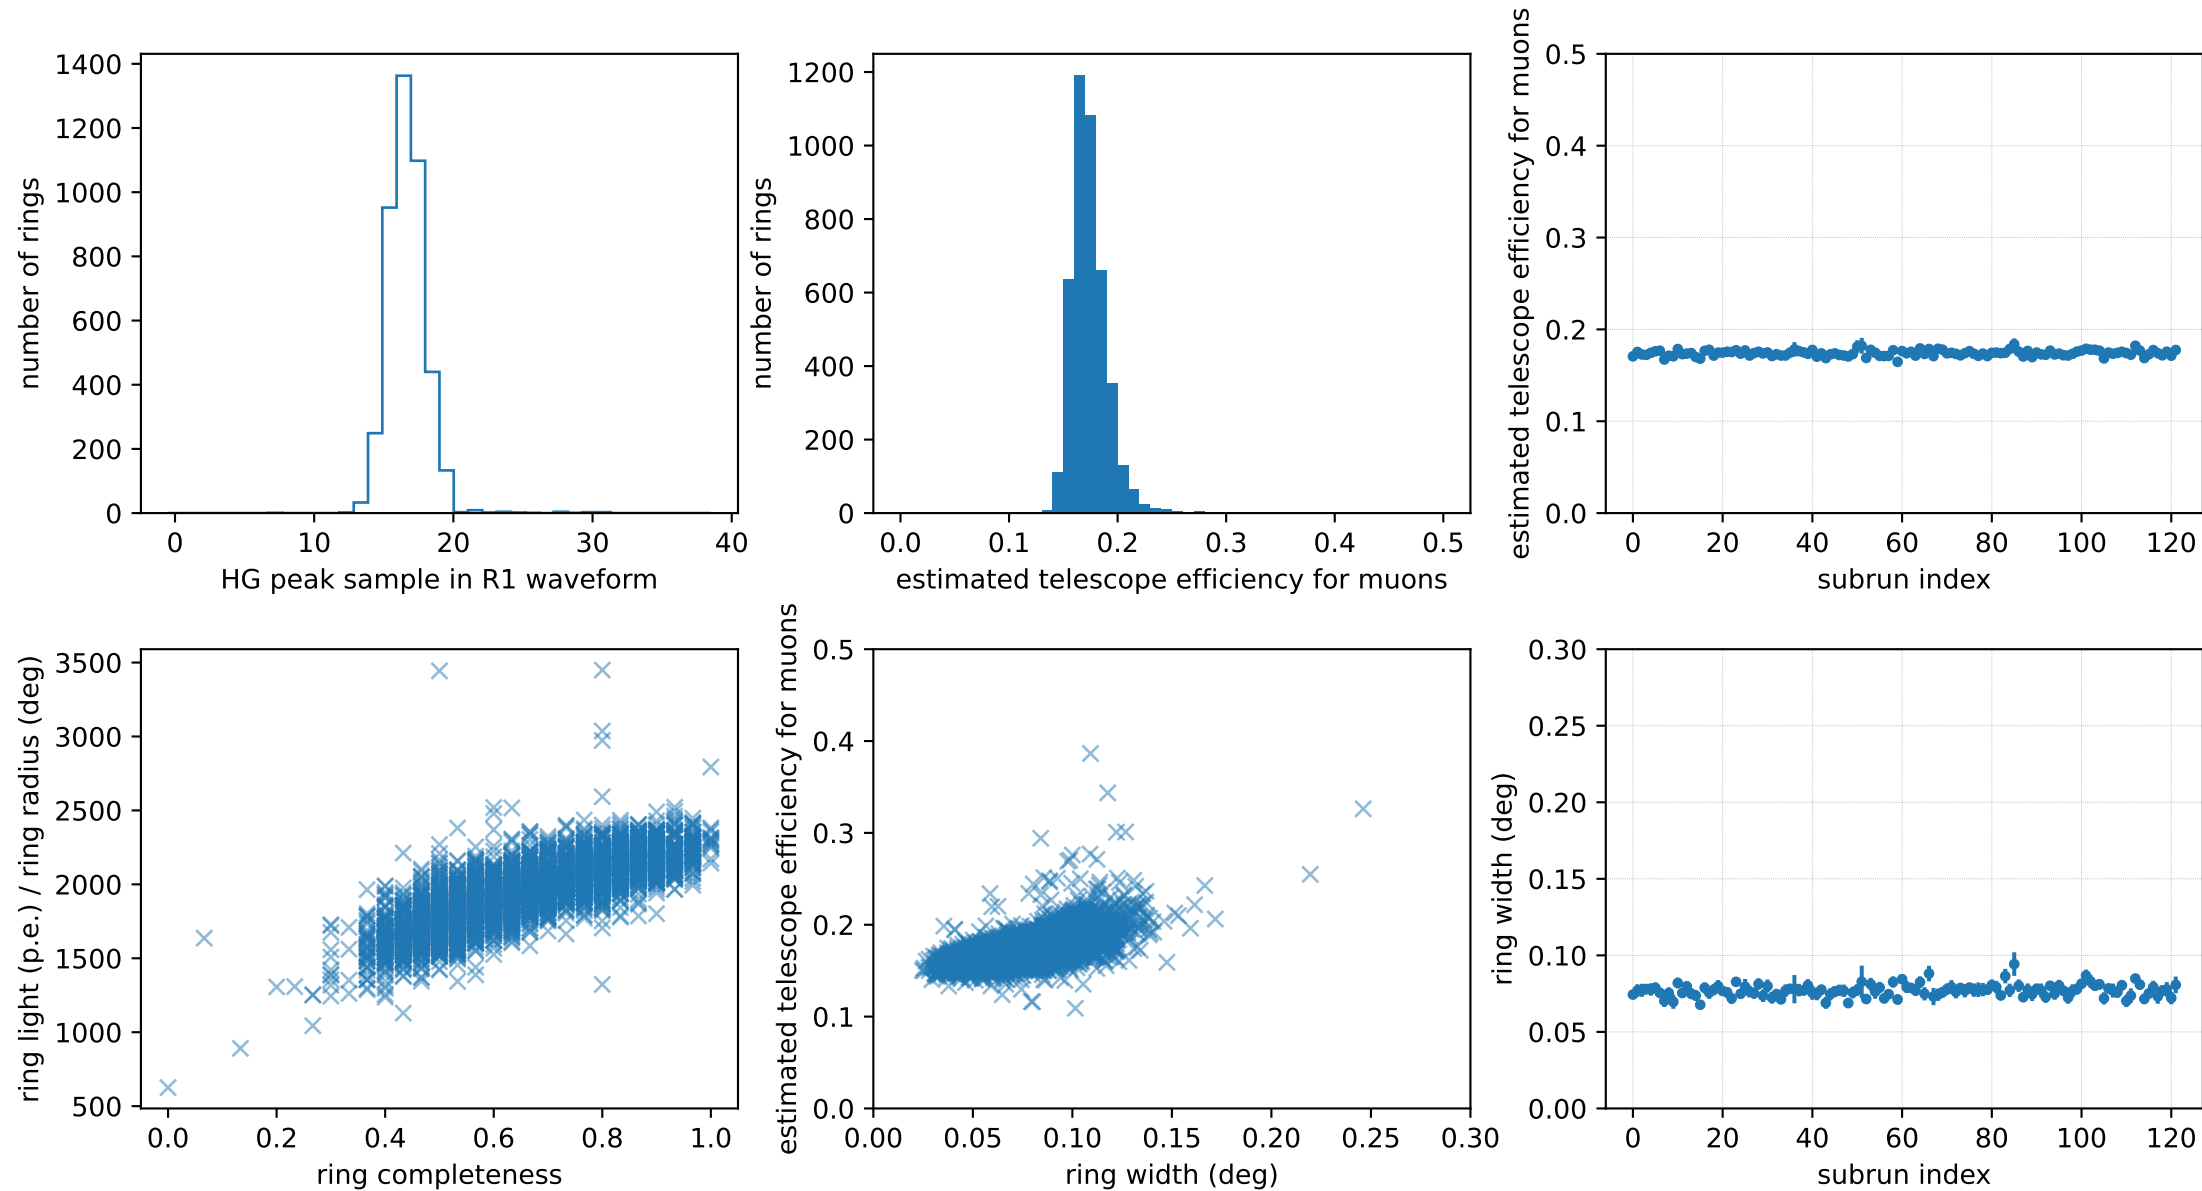 number of rings
1400
1200
1000
800
600
400
200
0
0 10 20 30 40
HG peak sample in R1 waveform
number of rings
1200
1000
800
600
400
200
0
0.0 0.1 0.2 0.3 0.4 0.5
estimated telescope efficiency for muons
estimated telescope efficiency for muons
0.5
0.4
0.3
0.2
0.1
0.0
0 20 40 60 80 100 120
subrun index
ring light (p.e.) / ring radius (deg)
3500
3000
2500
2000
1500
1000
500
0.0 0.2 0.4 0.6 0.8 1.0
ring completeness
estimated telescope efficiency for muons
0.5
0.4
0.3
0.2
0.1
0.0
0.00 0.05 0.10 0.15 0.20 0.25 0.30
ring width (deg)
ring width (deg)
0.30
0.25
0.20
0.15
0.10
0.05
0.00
0 20 40 60 80 100 120
subrun index